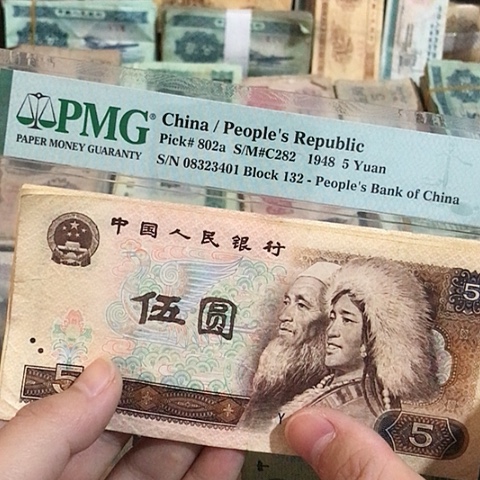 PMG®
PAPER MONEY GUARANTY
China / People's Republic
Pick# 802a S/M#C282 1948 5 Yuan
S/N 08323401 Block 132 - People's Bank of China
中国人民银行
伍圆
5
5
5